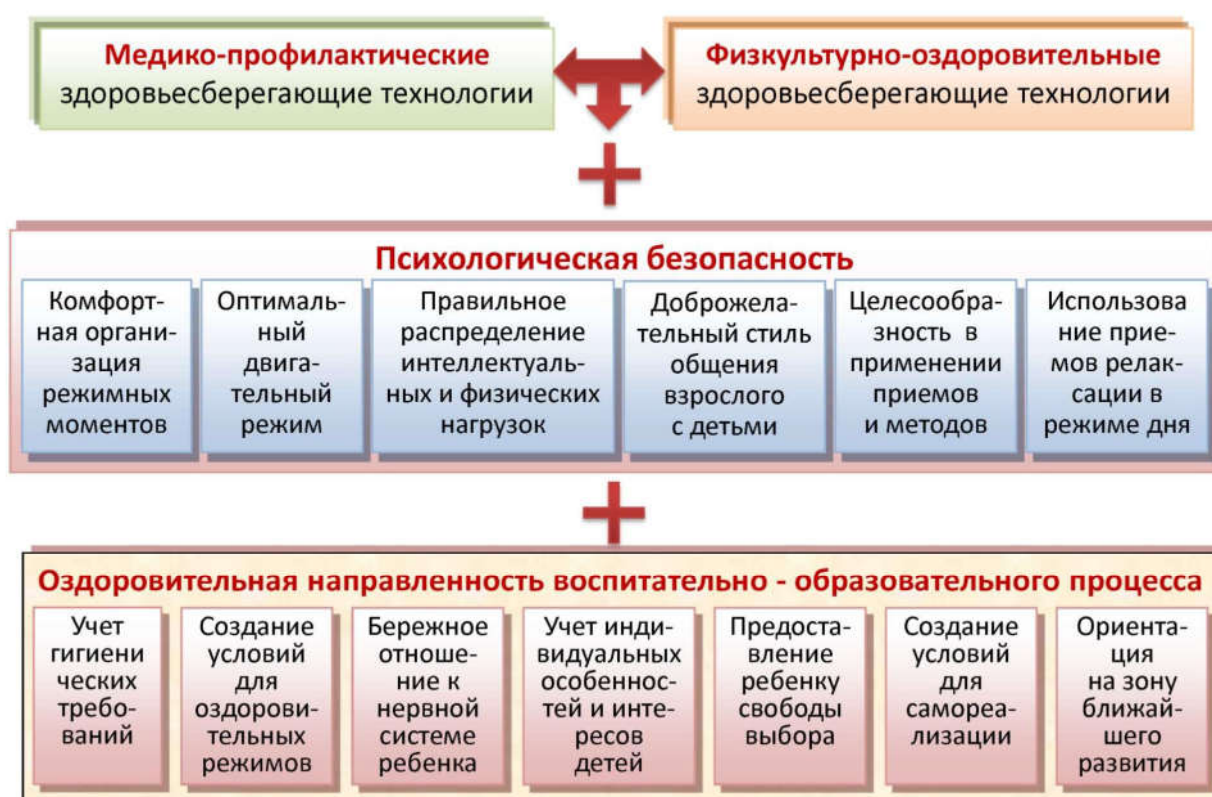 Медико-профилактические
здоровьесберегающие технологии
Физкультурно-оздоровительные
здоровьесберегающие технологии
Психологическая безопасность
Комфорт-
ная органи-
зация
режимных
моментов
Оптималь-
ный
двига-
тельный
режим
Правильное
распределение
интеллектуаль-
ных и физических
нагрузок
Доброжела-
тельный стиль
общения
взрослого
с детьми
Целесообра-
зность в
применении
приемов
и методов
Использова
ние прие-
мов релак-
сации в
режиме дня
Оздоровительная направленность воспитательно - образовательного процесса
Учет
гигиени
ческих
требо-
ваний
Создание
условий
для
оздорови-
тельных
режимов
Бережное
отноше-
ние к
нервной
системе
ребенка
Учет инди-
видуальных
особеннос-
тей и инте-
ресов
детей
Предоста-
вление
ребенку
свободы
выбора
Создание
условий
для
самореа-
лизации
Ориента-
ция
на зону
ближай-
шего
развития